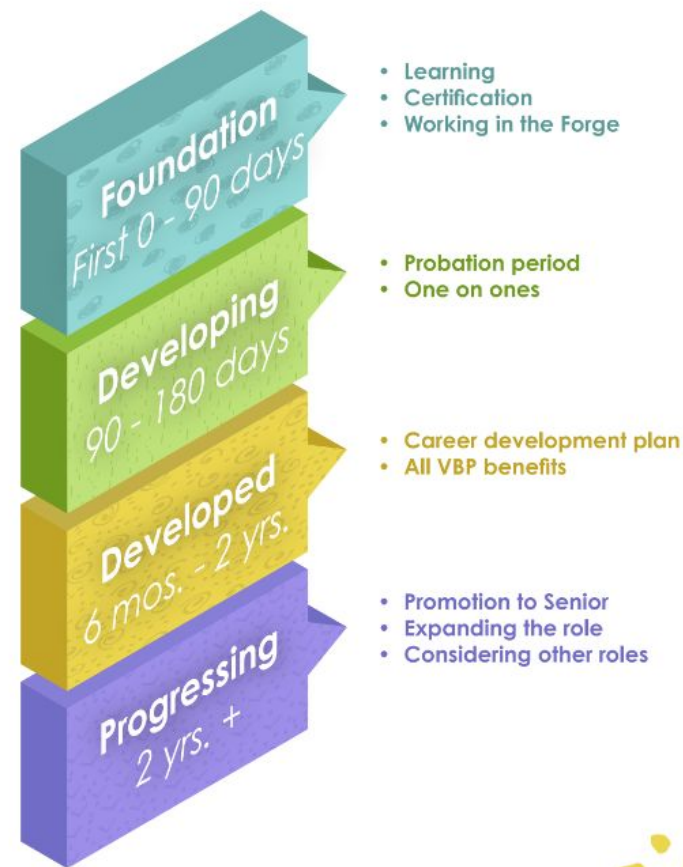 Foundation
First 0 - 90 days
• Learning
• Certification
• Working in the Forge
Developing
90 - 180 days
• Probation period
• One on ones
Developed
6 mos. - 2 yrs.
• Career development plan
• All VBP benefits
Progressing
2 yrs. +
• Promotion to Senior
• Expanding the role
• Considering other roles